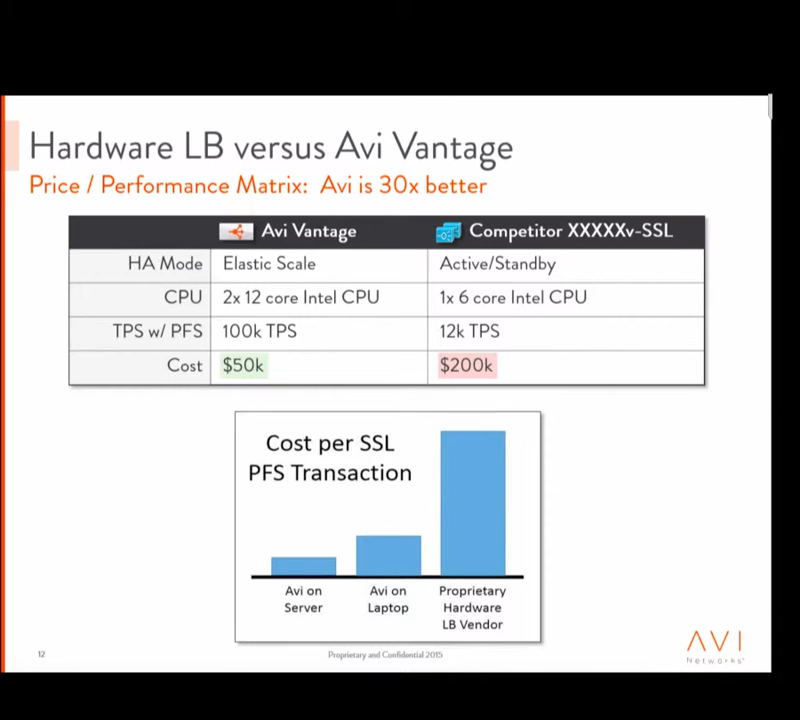 Hardware LB versus Avi Vantage
Price / Performance Matrix: Avi is 30x better
Avi Vantage Competitor XXXXXv-SSL
HA Mode Elastic Scale Active/Standby
CPU 2x 12 core Intel CPU 1x 6 core Intel CPU
TPS w/ PFS 100k TPS 12k TPS
Cost $50k $200k
Cost per SSL
PFS Transaction
Avi on Avi on Proprietary
Server Laptop Hardware
LB Vendor
12 Proprietary and Confidential 2015
AVI
Networks